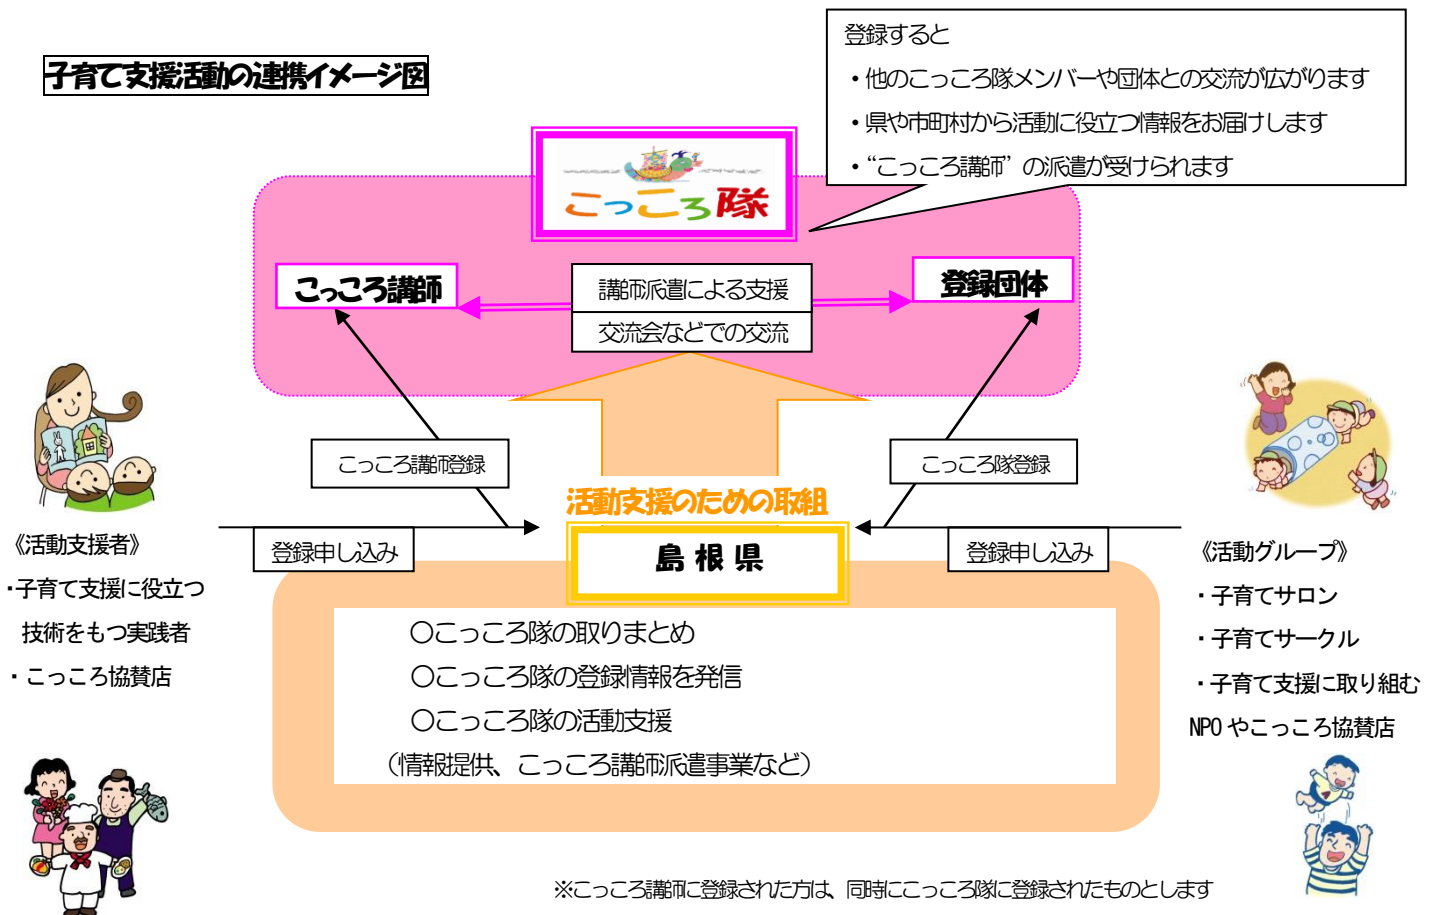 子育て支援活動の連携イメージ図
登録すると
・他のこっころ隊メンバーや団体との交流が広がります
・県や市町村から活動に役立つ情報をお届けします
・“こっころ講師”の派遣が受けられます
こっころ隊
こっころ講師
講師派遣による支援
交流会などでの交流
登録団体
こっころ講師登録
こっころ隊登録
活動支援のための取組
島根県
登録申し込み
登録申し込み
《活動支援者》
・子育て支援に役立つ
技術をもつ実践者
・こっころ協賛店
《活動グループ》
・子育てサロン
・子育てサークル
・子育て支援に取り組む
NPOやこっころ協賛店
〇こっころ隊の取りまとめ
〇こっころ隊の登録情報を発信
〇こっころ隊の活動支援
（情報提供、こっころ講師派遣事業など）
※こっころ講師に登録された方は、同時にこっころ隊に登録されたものとします